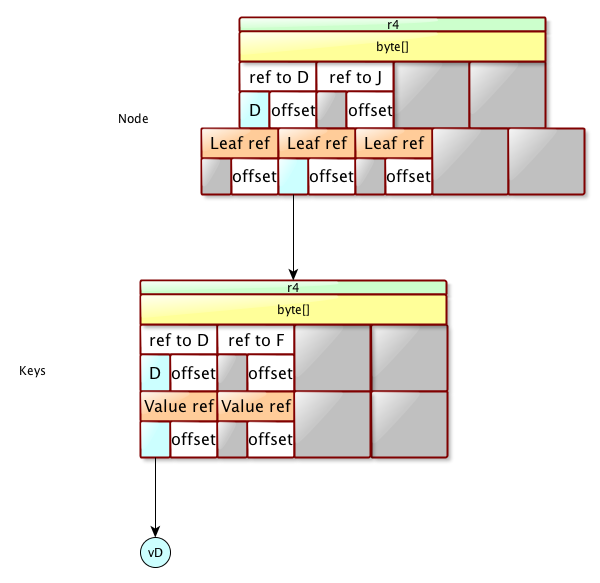 r4
byte[]
ref to D ref to J
D offset offset
Node
Leaf ref Leaf ref Leaf ref
offset offset offset
r4
byte[]
ref to D ref to F
D offset offset
Keys
Value ref Value ref
offset offset
vD